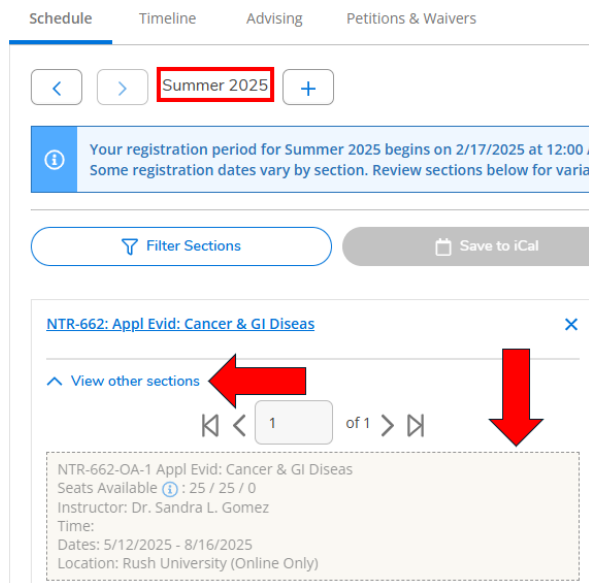 Schedule Timeline Advising Petitions & Waivers
Summer 2025
Your registration period for Summer 2025 begins on 2/17/2025 at 12:00
Some registration dates vary by section. Review sections below for varia
Filter Sections Save to iCal
NTR-662: Appl Evid: Cancer & GI Diseas
View other sections
1 of 1
NTR-662-OA-1 Appl Evid: Cancer & GI Diseas
Seats Available : 25 / 25 / 0
Instructor: Dr. Sandra L. Gomez
Time:
Dates: 5/12/2025 - 8/16/2025
Location: Rush University (Online Only)